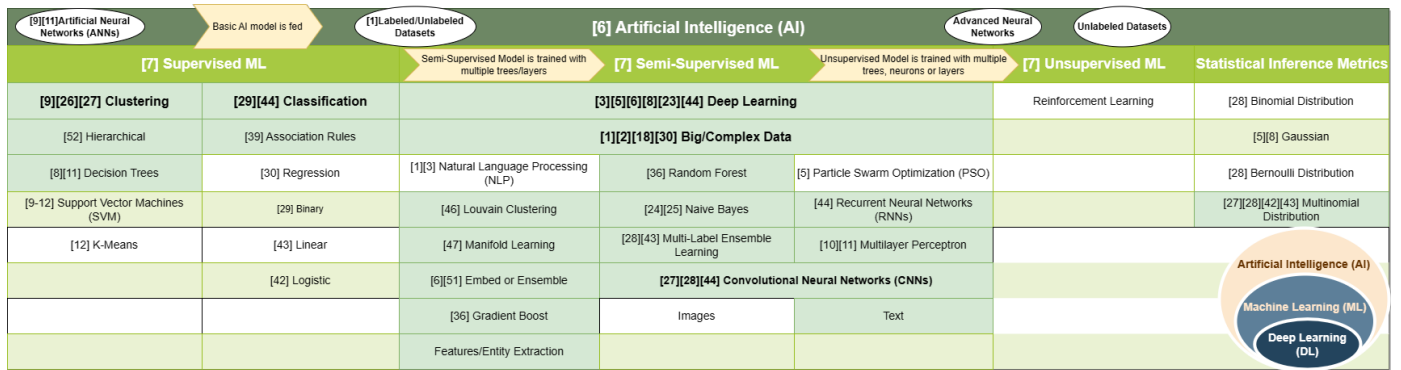 [9][11]Artificial Neural
Networks (ANNs)
Basic AI model is fed
[1]Labeled/Unlabeled
Datasets
[6] Artificial Intelligence (AI)
Advanced Neural
Networks
Unlabeled Datasets
[7] Supervised ML
Semi-Supervised Model is trained with
multiple trees/layers
[7] Semi-Supervised ML
Unsupervised Model is trained with multiple
trees, neurons or layers
[7] Unsupervised ML
Statistical Inference Metrics
[9][26][27] Clustering
[29][44] Classification
[3][5][6][8][23][44] Deep Learning
Reinforcement Learning
[28] Binomial Distribution
[52] Hierarchical
[39] Association Rules
[1][2][18][30] Big/Complex Data
[5][8] Gaussian
[8][11] Decision Trees
[30] Regression
[1][3] Natural Language Processing
(NLP)
[36] Random Forest
[5] Particle Swarm Optimization (PSO)
[28] Bernoulli Distribution
[9-12] Support Vector Machines
(SVM)
[29] Binary
[46] Louvain Clustering
[24][25] Naive Bayes
[44] Recurrent Neural Networks
(RNNs)
[27][28][42][43] Multinomial
Distribution
[12] K-Means
[43] Linear
[47] Manifold Learning
[28][43] Multi-Label Ensemble
Learning
[10][11] Multilayer Perceptron
[42] Logistic
[6][51] Embed or Ensemble
[27][28][44] Convolutional Neural Networks (CNNs)
[36] Gradient Boost
Images
Text
Features/Entity Extraction
Artificial Intelligence (AI)
Machine Learning (ML)
Deep Learning
(DL)